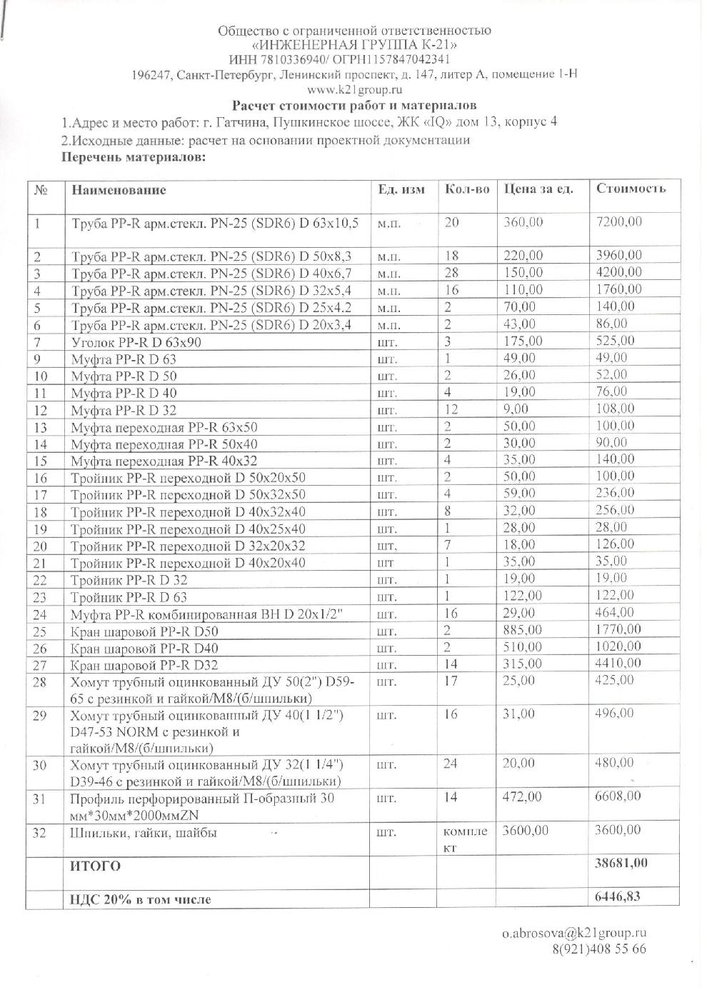 Общество с ограниченной ответственностью
«ИНЖЕНЕРНАЯ ГРУППА К-21»
ИНН 7810336940/ ОГРН1157847042341
196247, Санкт-Петербург, Ленинский проспект, д. 147, литер А, помещение 1-Н
www.k21group.ru
Расчет стоимости работ и материалов
1.Адрес и место работ: г. Гатчина, Пушкинское шоссе, ЖК «IQ» дом 13, корпус 4
2.Исходные данные: расчет на основании проектной документации
Перечень материалов:
№ Наименование Ед. изм Кол-во Цена за ед. Стоимость
1 Труба PP-R арм.стекл. PN-25 (SDR6) D 63x10,5 м.п. 20 360,00 7200,00
2 Труба PP-R арм.стекл. PN-25 (SDR6) D 50x8,3 м.п. 18 220,00 3960,00
3 Труба PP-R арм.стекл. PN-25 (SDR6) D 40x6,7 м.п. 28 150,00 4200,00
4 Труба PP-R арм.стекл. PN-25 (SDR6) D 32x5,4 м.п. 16 110,00 1760,00
5 Труба PP-R арм.стекл. PN-25 (SDR6) D 25x4.2 м.п. 2 70,00 140,00
6 Труба PP-R арм.стекл. PN-25 (SDR6) D 20x3,4 м.п. 2 43,00 86,00
7 Уголок PP-R D 63x90 шт. 3 175,00 525,00
9 Муфта PP-R D 63 шт. 1 49,00 49,00
10 Муфта PP-R D 50 шт. 2 26,00 52,00
11 Муфта PP-R D 40 шт. 4 19,00 76,00
12 Муфта PP-R D 32 шт. 12 9,00 108,00
13 Муфта переходная PP-R 63x50 шт. 2 50,00 100,00
14 Муфта переходная PP-R 50x40 шт. 2 30,00 90,00
15 Муфта переходная PP-R 40x32 шт. 4 35,00 140,00
16 Тройник PP-R переходной D 50x20x50 шт. 2 50,00 100,00
17 Тройник PP-R переходной D 50x32x50 шт. 4 59,00 236,00
18 Тройник PP-R переходной D 40x32x40 шт. 8 32,00 256,00
19 Тройник PP-R переходной D 40x25x40 шт. 1 28,00 28,00
20 Тройник PP-R переходной D 32x20x32 шт, 7 18,00 126,00
21 Тройник PP-R переходной D 40x20x40 шт 1 35,00 35,00
22 Тройник PP-R D 32 шт. 1 19,00 19,00
23 Тройник PP-R D 63 шт. 1 122,00 122,00
24 Муфта PP-R комбинированная ВН D 20x1/2" шт. 16 29,00 464,00
25 Кран шаровой PP-R D50 шт. 2 885,00 1770,00
26 Кран шаровой PP-R D40 шт. 2 510,00 1020,00
27 Кран шаровой PP-R D32 шт. 14 315,00 4410,00
28 Хомут трубный оцинкованный ДУ 50(2") D59- шт. 17 25,00 425,00
65 с резинкой и гайкой/М8/(б/шпильки)
29 Хомут трубный оцинкованный ДУ 40(1 1/2") шт. 16 31,00 496,00
D47-53 NORM с резинкой и
гайкой/М8/(б/шпильки)
30 Хомут трубный оцинкованный ДУ 32(1 1/4") шт. 24 20,00 480,00
D39-46 с резинкой и гайкой/М8/(б/шпильки)
31 Профиль перфорированный П-образный 30 шт. 14 472,00 6608,00
мм*30мм*2000ммZN
32 Шпильки, гайки, шайбы шт. компле 3600,00 3600,00
кт
ИТОГО 38681,00
НДС 20% в том числе 6446,83
o.abrosova@k21group.ru
8(921)408 55 66